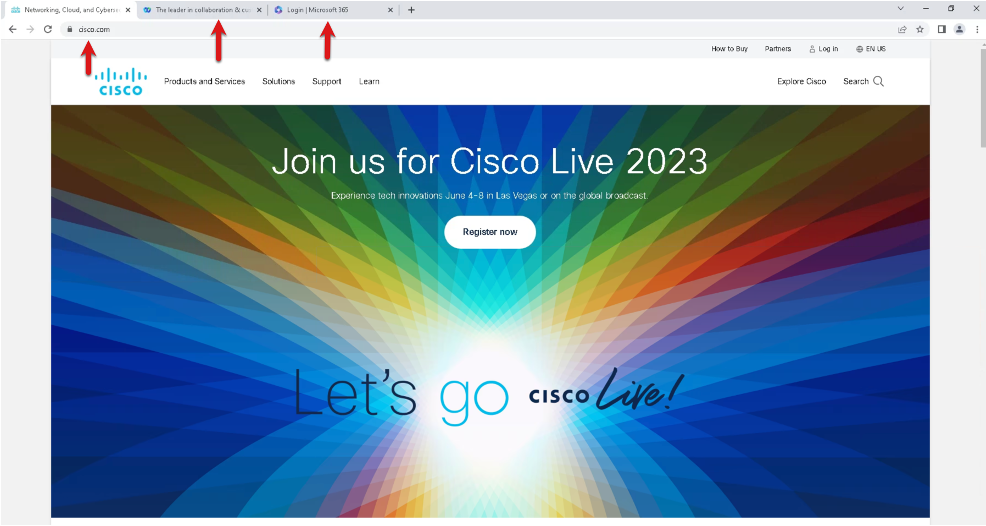 Networking, Cloud, and Cyberse
The leader in collaboration & cu
Login | Microsoft 365
cisco.com
How to Buy Partners Log in EN US
CISCO
Products and Services Solutions Support Learn Explore Cisco Search
Join us for Cisco Live 2023
Experience tech innovations June 4-8 in Las Vegas or on the global broadcast.
Register now
Let's go CISCO Live!